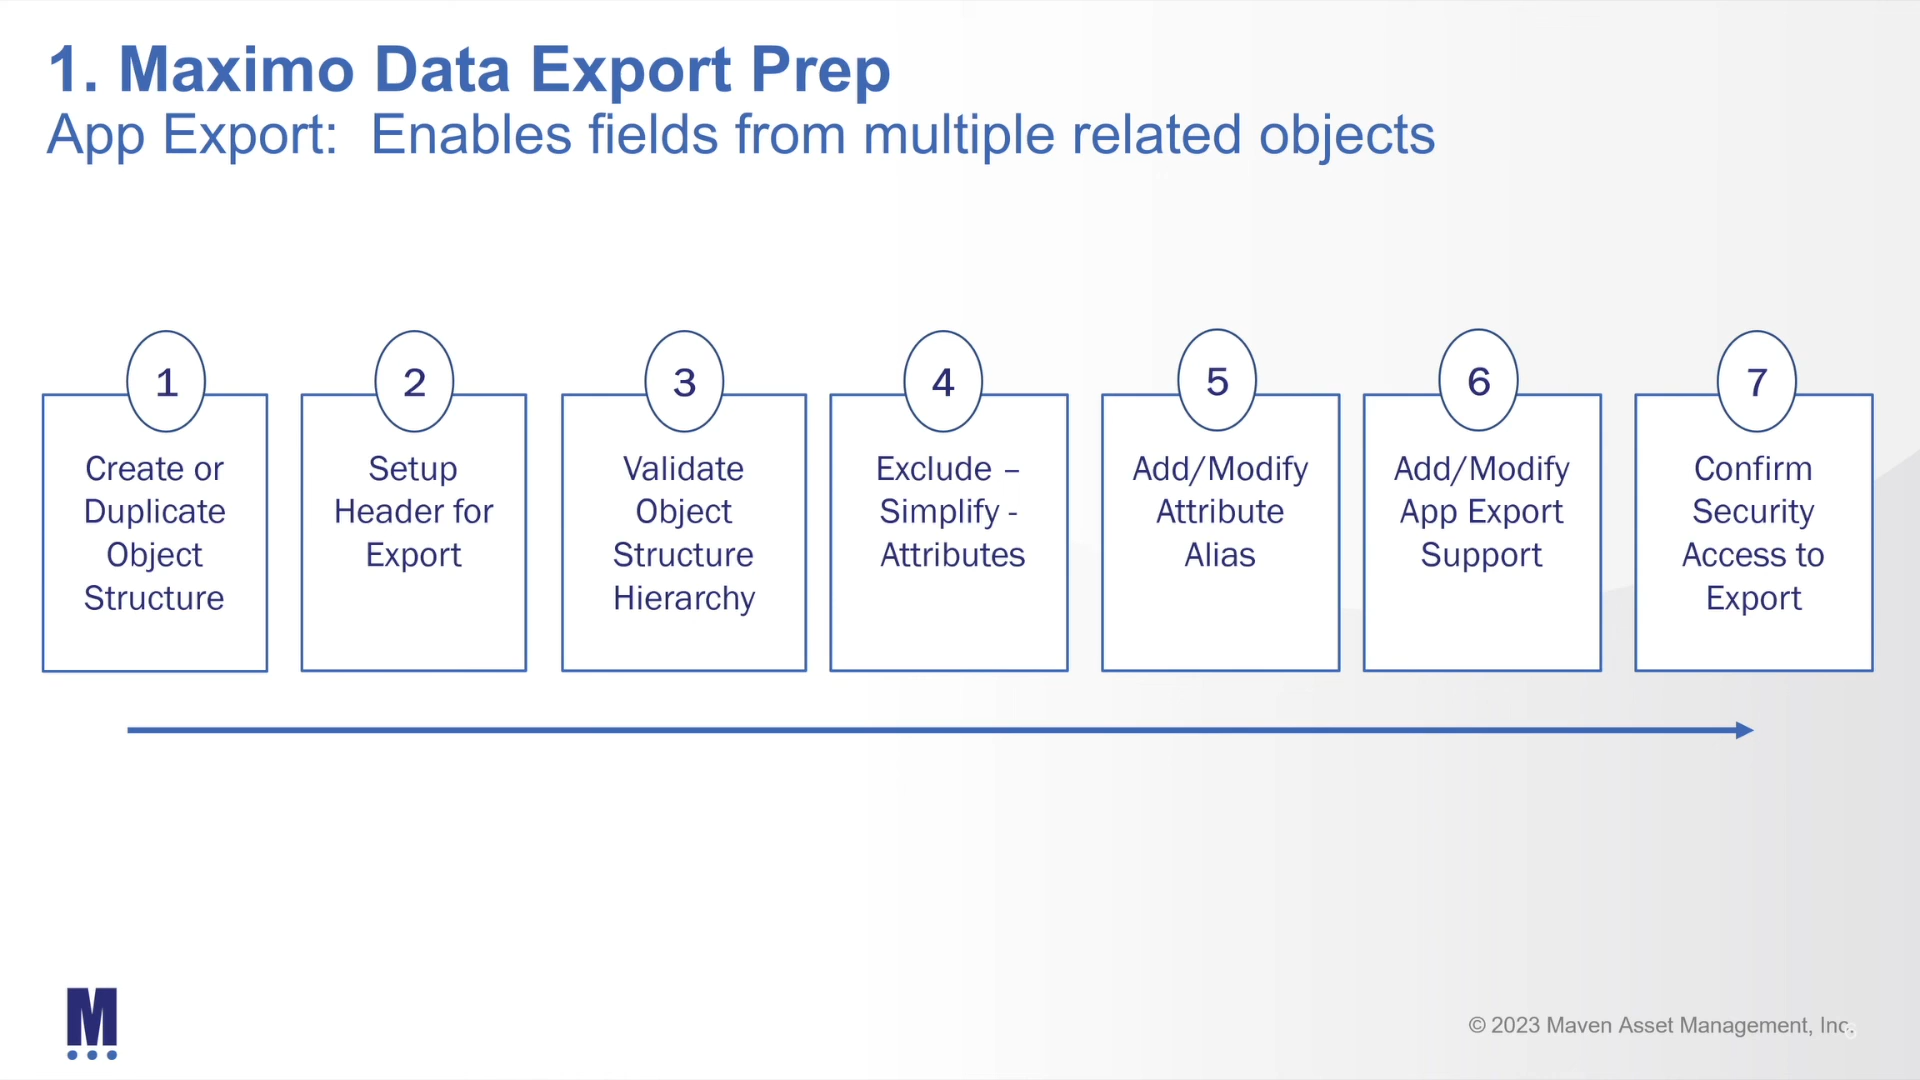 1. Maximo Data Export Prep
App Export: Enables fields from multiple related objects
1
Create or
Duplicate
Object
Structure
2
Setup
Header for
Export
3
Validate
Object
Structure
Hierarchy
4
Exclude –
Simplify -
Attributes
5
Add/Modify
Attribute
Alias
6
Add/Modify
App Export
Support
7
Confirm
Security
Access to
Export
M
© 2023 Maven Asset Management, Inc.